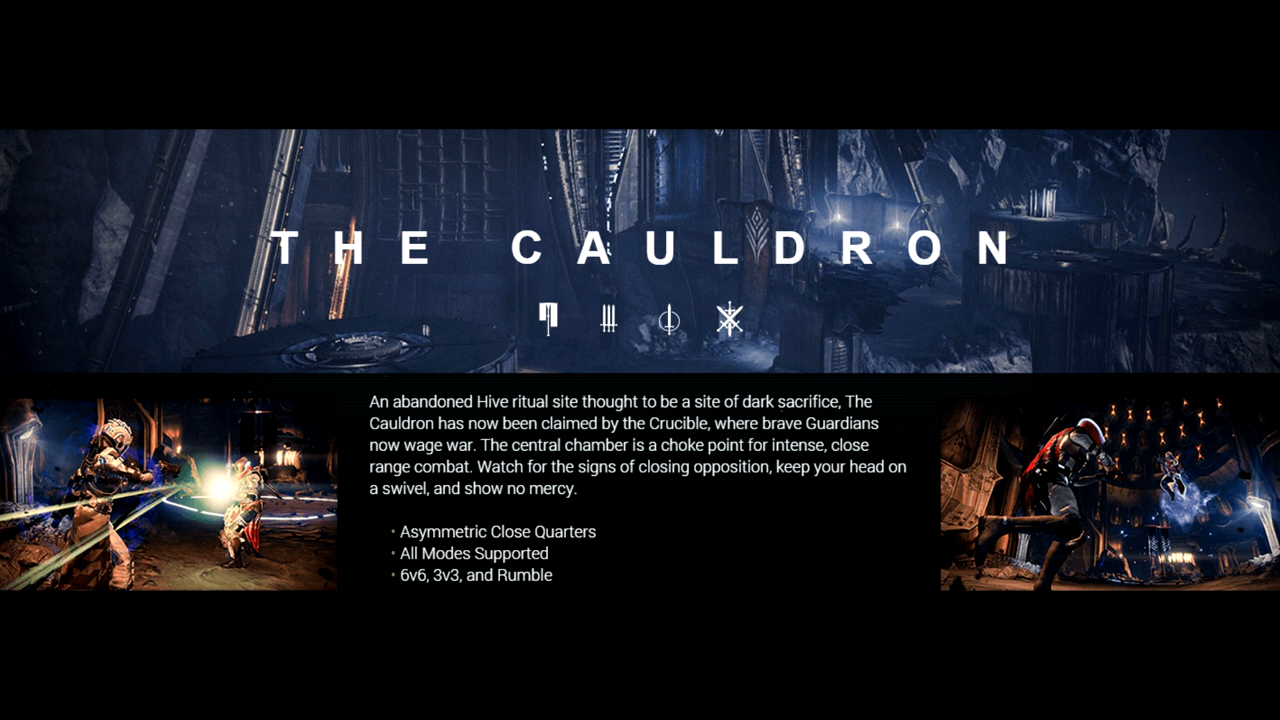 THE CAULDRON
An abandoned Hive ritual site thought to be a site of dark sacrifice, The
Cauldron has now been claimed by the Crucible, where brave Guardians
now wage war. The central chamber is a choke point for intense, close
range combat. Watch for the signs of closing opposition, keep your head on
a swivel, and show no mercy.
• Asymmetric Close Quarters
• All Modes Supported
• 6v6, 3v3, and Rumble